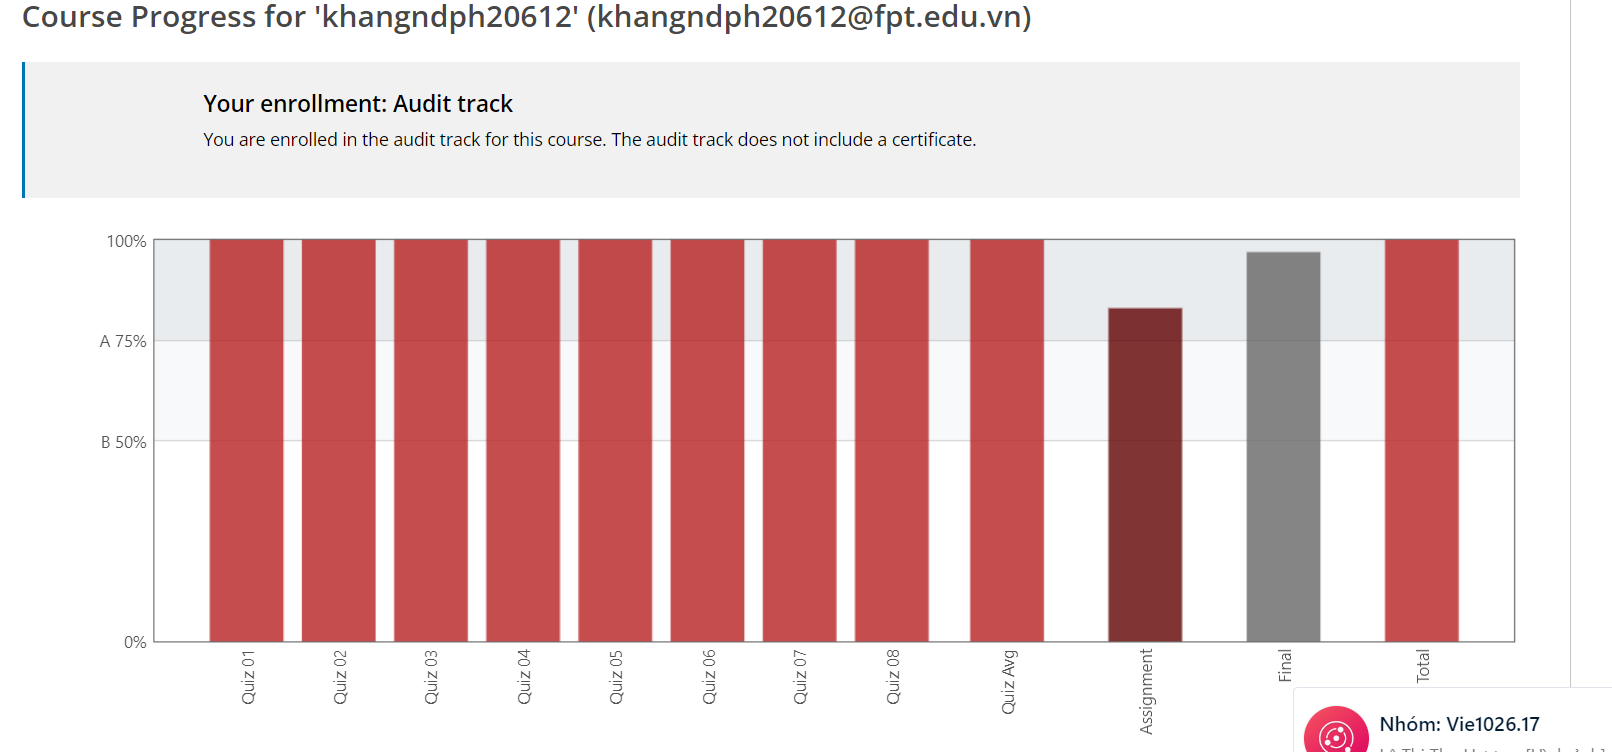 Course Progress for 'khangndph20612' (khangndph20612@fpt.edu.vn)
Your enrollment: Audit track
You are enrolled in the audit track for this course. The audit track does not include a certificate.
100%
A 75%
B 50%
0%
Quiz 01
Quiz 02
Quiz 03
Quiz 04
Quiz 05
Quiz 06
Quiz 07
Quiz 08
Quiz Avg
Assignment
Final
Total
Nhóm: Vie1026.17